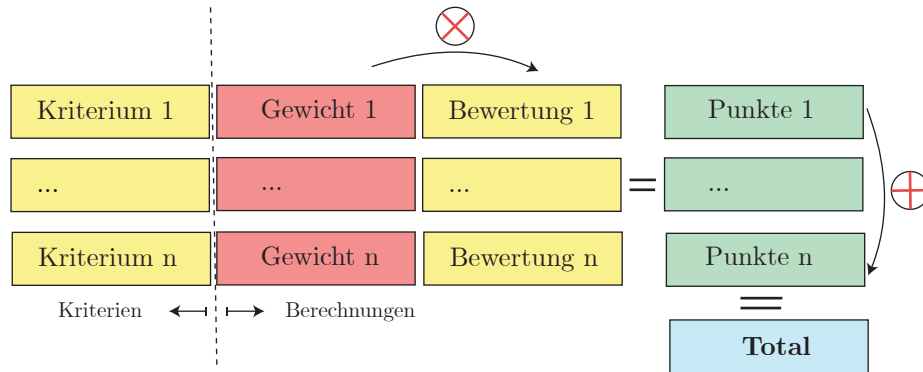 Kriterium 1 Gewicht 1 Bewertung 1 Punkte 1
... ... ... = ...
Kriterium n Gewicht n Bewertung n Punkte n
Kriterien Berechnungen =
Total